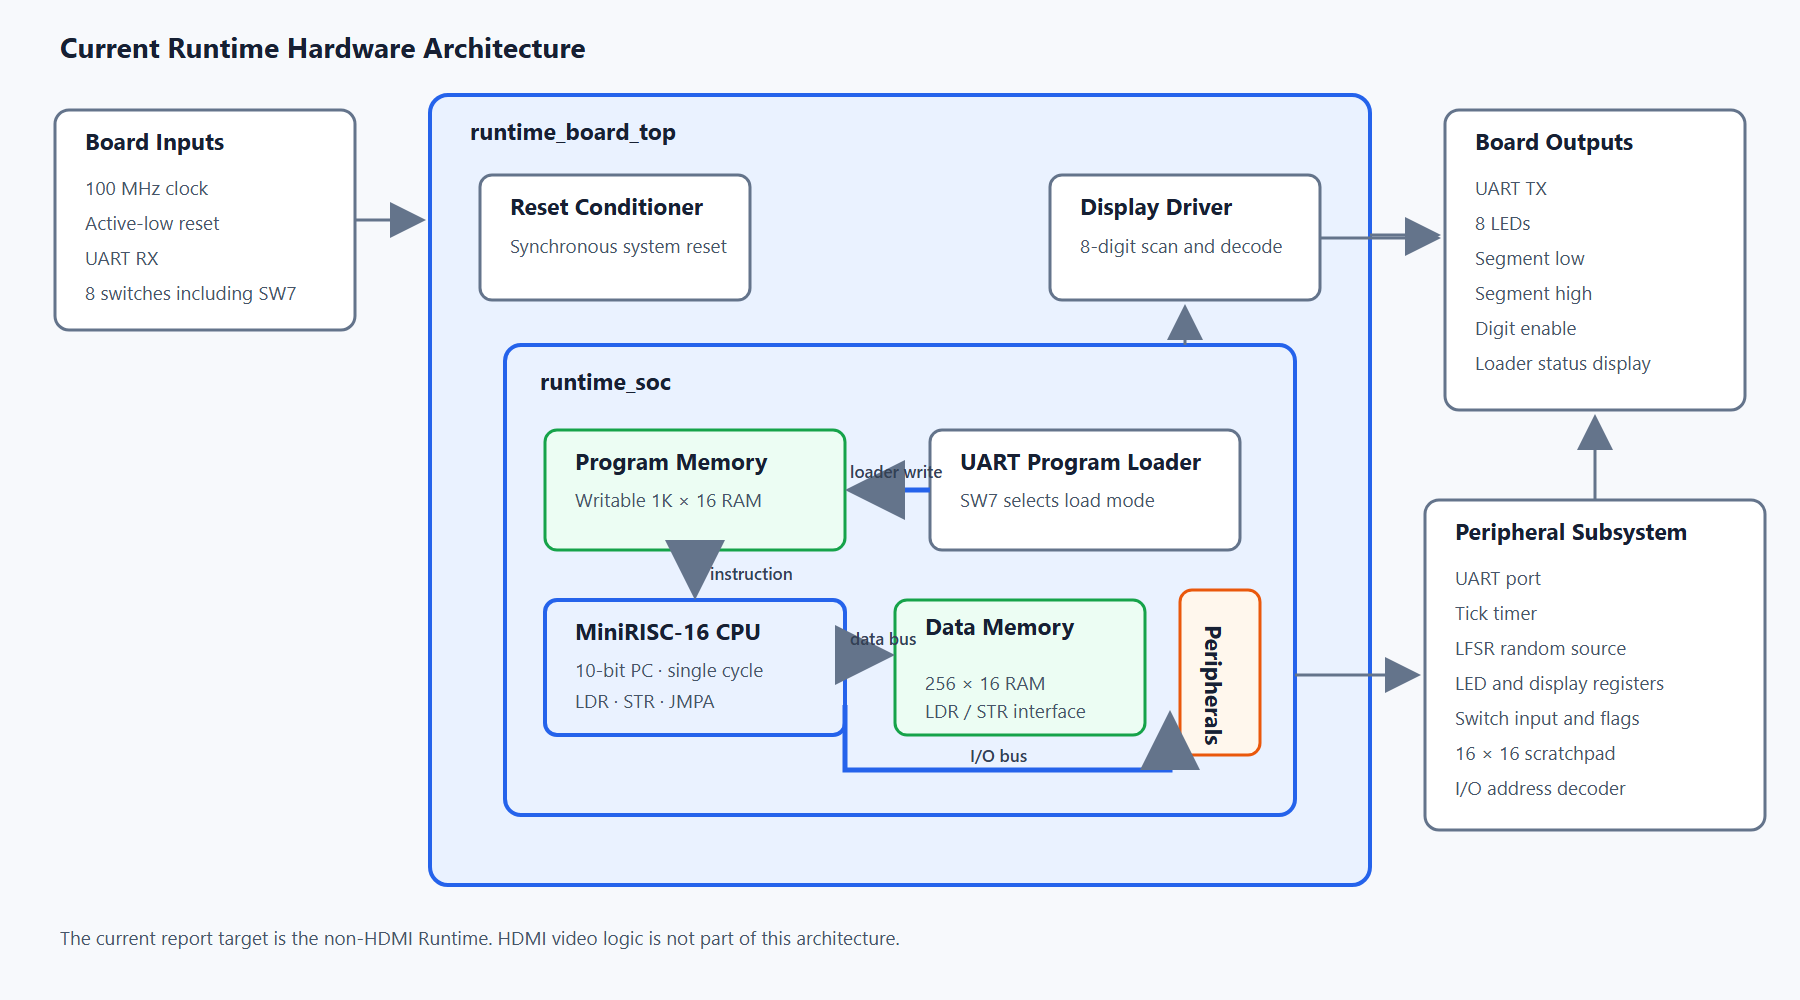 Current Runtime Hardware Architecture
Board Inputs
100 MHz clock
Active-low reset
UART RX
8 switches including SW7
runtime_board_top
Reset Conditioner
Synchronous system reset
Display Driver
8-digit scan and decode
Board Outputs
UART TX
8 LEDs
Segment low
Segment high
Digit enable
Loader status display
runtime_soc
Program Memory
Writable 1K × 16 RAM
loader write
UART Program Loader
SW7 selects load mode
instruction
MiniRISC-16 CPU
10-bit PC · single cycle
LDR · STR · JMPA
data bus
Data Memory
256 × 16 RAM
LDR / STR interface
Peripherals
I/O bus
Peripheral Subsystem
UART port
Tick timer
LFSR random source
LED and display registers
Switch input and flags
16 × 16 scratchpad
I/O address decoder
The current report target is the non-HDMI Runtime. HDMI video logic is not part of this architecture.